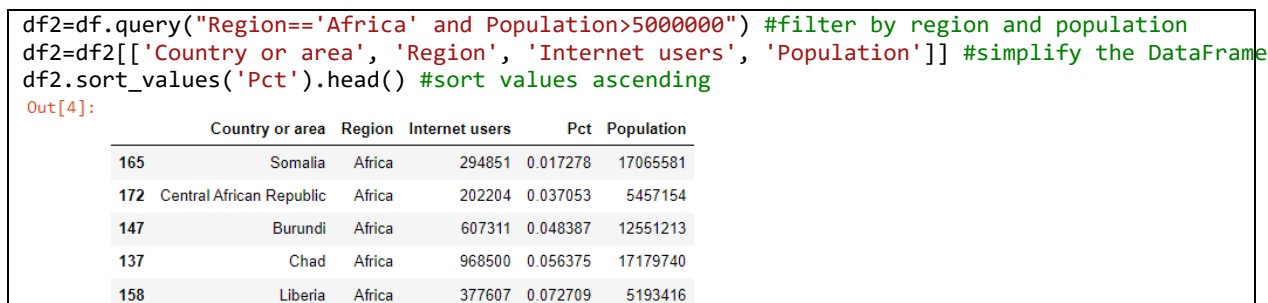 df2=df.query("Region=='Africa' and Population>5000000") #filter by region and population
df2=df2[['Country or area', 'Region', 'Internet users', 'Population']] #simplify the DataFrame
df2.sort_values('Pct').head() #sort values ascending
Out[4]:
Country or area Region Internet users Pct Population
165 Somalia Africa 294851 0.017278 17065581
172 Central African Republic Africa 202204 0.037053 5457154
147 Burundi Africa 607311 0.048387 12551213
137 Chad Africa 968500 0.056375 17179740
158 Liberia Africa 377607 0.072709 5193416